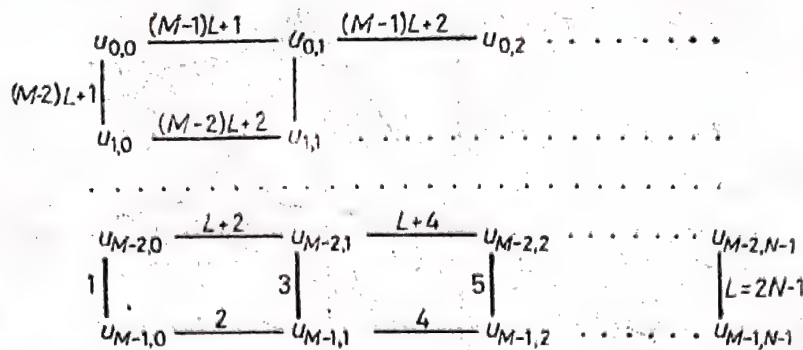 u0,0 (M-1)L+1 u0,1 (M-1)L+2 u0,2 . . . . . . . .
(M-2)L+1
u1,0 (M-2)L+2 u1,1 . . . . . . . . . . . . . . . .
. . . . . . . . . . . . . . . . . . . . . . . . . . . .
uM-2,0 L+2 uM-2,1 L+4 uM-2,2 . . . . . . uM-2,N-1
1 3 5 L=2N-1
uM-1,0 2 uM-1,1 4 uM-1,2 . . . . . . uM-1,N-1